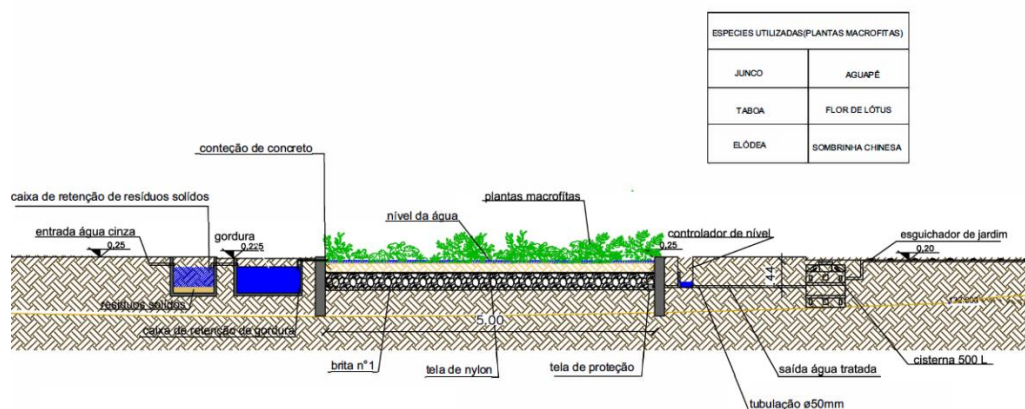 ESPECIES UTILIZADAS(PLANTAS MACROFITAS)
JUNCO
AGUAPÉ
TABOA
FLOR DE LÓTUS
ELÓDEA
SOMBRINHA CHINESA
conteção de concreto
caixa de retenção de resíduos solídos
plantas macrofítas
nível da água
controlador de nível
entrada água cinza
gordura
esguichador de jardim
0,25
0,225
0,25
0,20
44
resíduos solídos
caixa de retenção de gordura
5.00
brita n°1
tela de nylon
tela de proteção
saída água tratada
cisterna 500 L
tubulação ø50mm